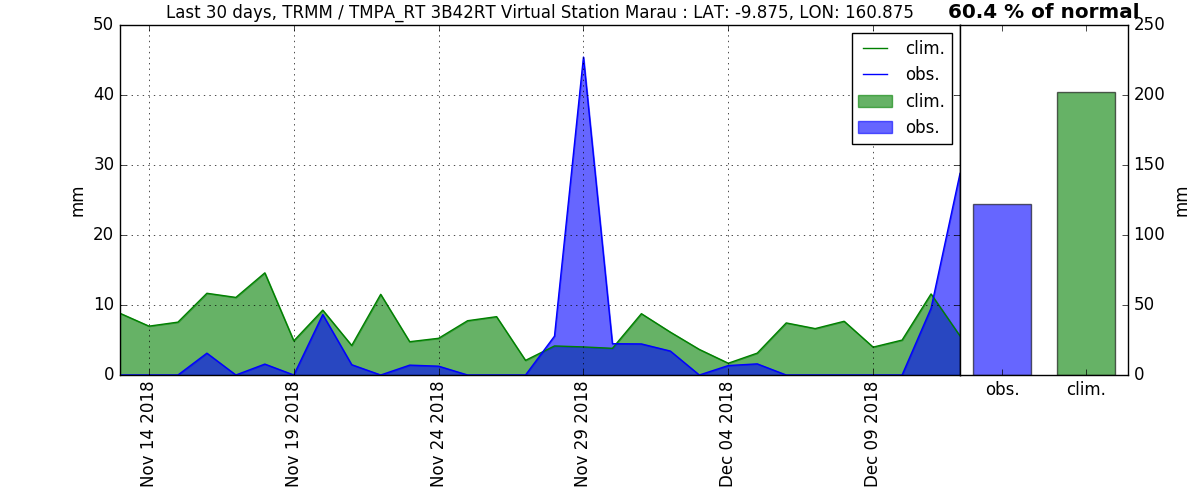 Last 30 days, TRMM / TMPA_RT 3B42RT Virtual Station Marau : LAT: -9.875, LON: 160.875
60.4 % of normal
50
40
30
20
10
0
mm
clim.
obs.
clim.
obs.
250
200
150
100
50
0
mm
Nov 14 2018
Nov 19 2018
Nov 24 2018
Nov 29 2018
Dec 04 2018
Dec 09 2018
obs.
clim.